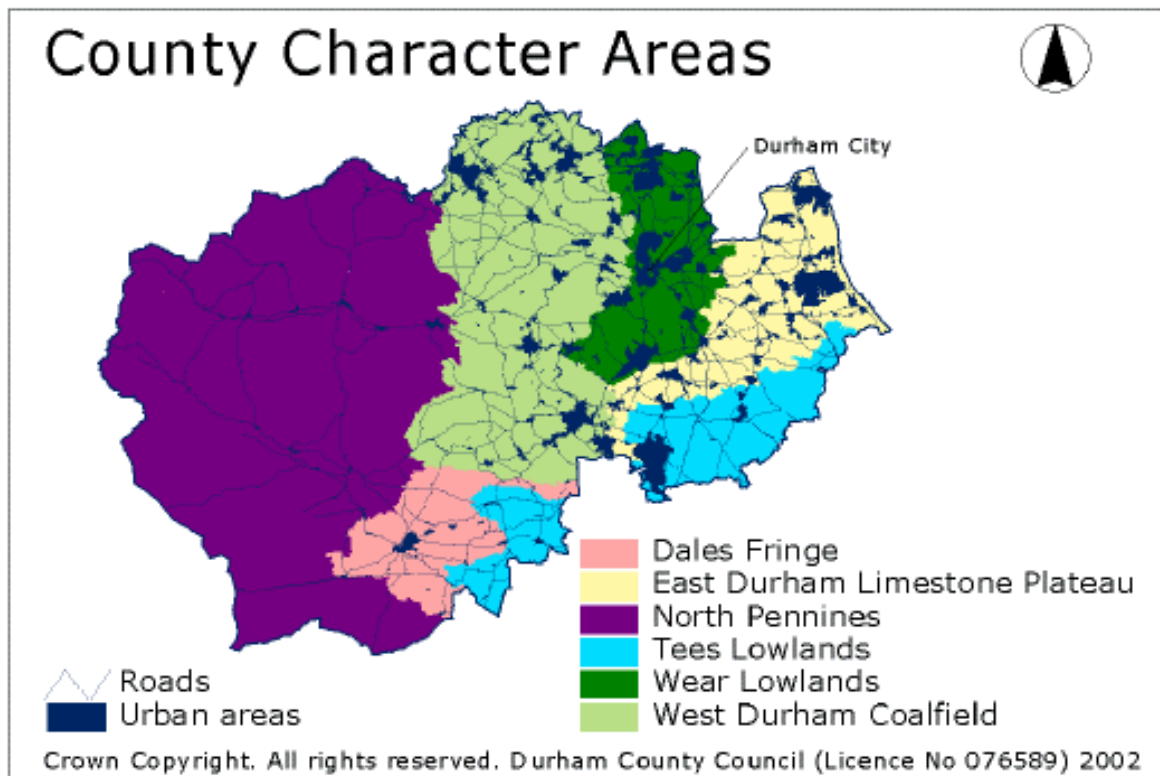 County Character Areas
Durham City
Dales Fringe
East Durham Limestone Plateau
North Pennines
Tees Lowlands
Wear Lowlands
West Durham Coalfield
Roads
Urban areas
Crown Copyright. All rights reserved. Durham County Council (Licence No 076589) 2002